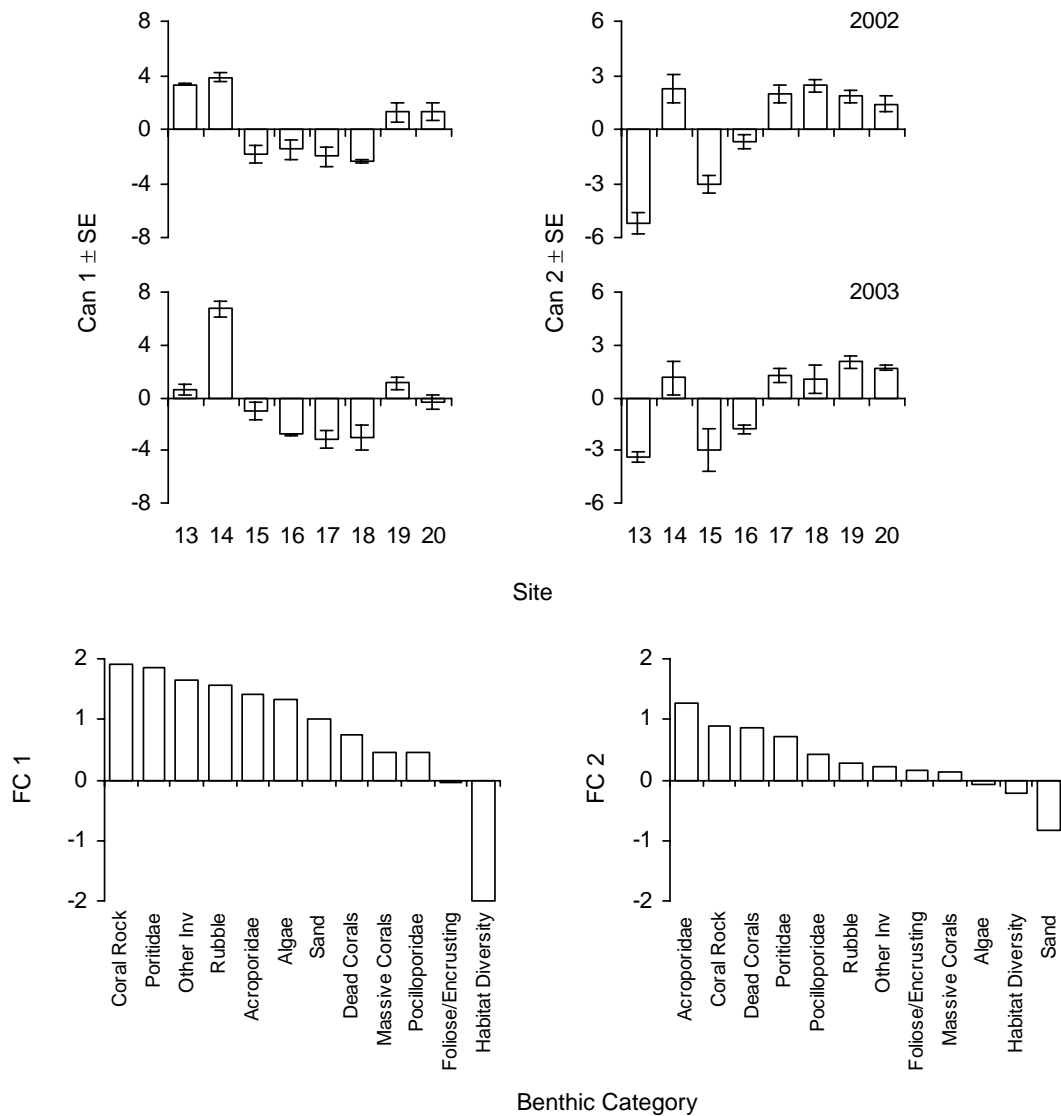 8
4
0
-4
-8
6
3
0
-3
-6
2002
Can 1 ± SE
Can 2 ± SE
8
4
0
-4
-8
6
3
0
-3
-6
2003
13 14 15 16 17 18 19 20
13 14 15 16 17 18 19 20
Site
2
1
0
-1
-2
FC 1
Coral Rock
Poritidae
Other Inv
Rubble
Acroporidae
Algae
Sand
Dead Corals
Massive Corals
Pocilloporidae
Foliose/Encrusting
Habitat Diversity
2
1
0
-1
-2
FC 2
Acroporidae
Coral Rock
Dead Corals
Poritidae
Pocilloporidae
Rubble
Other Inv
Foliose/Encrusting
Massive Corals
Algae
Habitat Diversity
Sand
Benthic Category